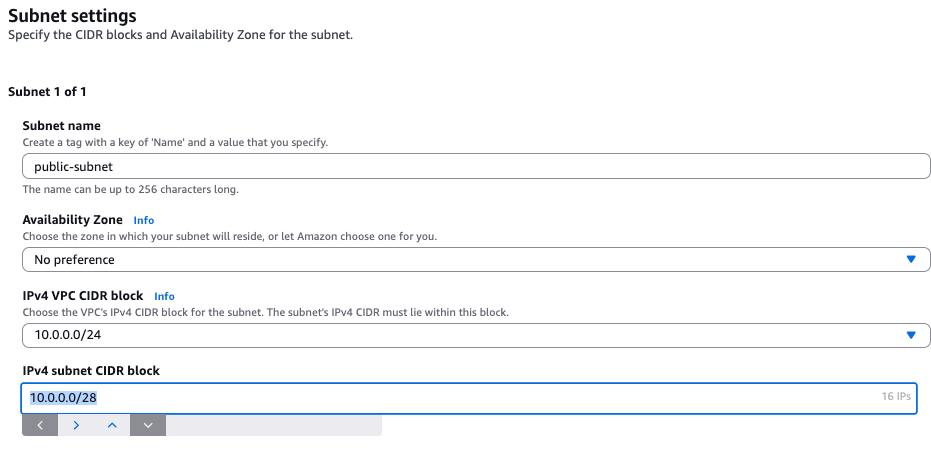 Subnet settings
Specify the CIDR blocks and Availability Zone for the subnet.
Subnet 1 of 1
Subnet name
Create a tag with a key of 'Name' and a value that you specify.
public-subnet
The name can be up to 256 characters long.
Availability Zone Info
Choose the zone in which your subnet will reside, or let Amazon choose one for you.
No preference
IPv4 VPC CIDR block Info
Choose the VPC's IPv4 CIDR block for the subnet. The subnet's IPv4 CIDR must lie within this block.
10.0.0.0/24
IPv4 subnet CIDR block
10.0.0.0/28 16 IPs